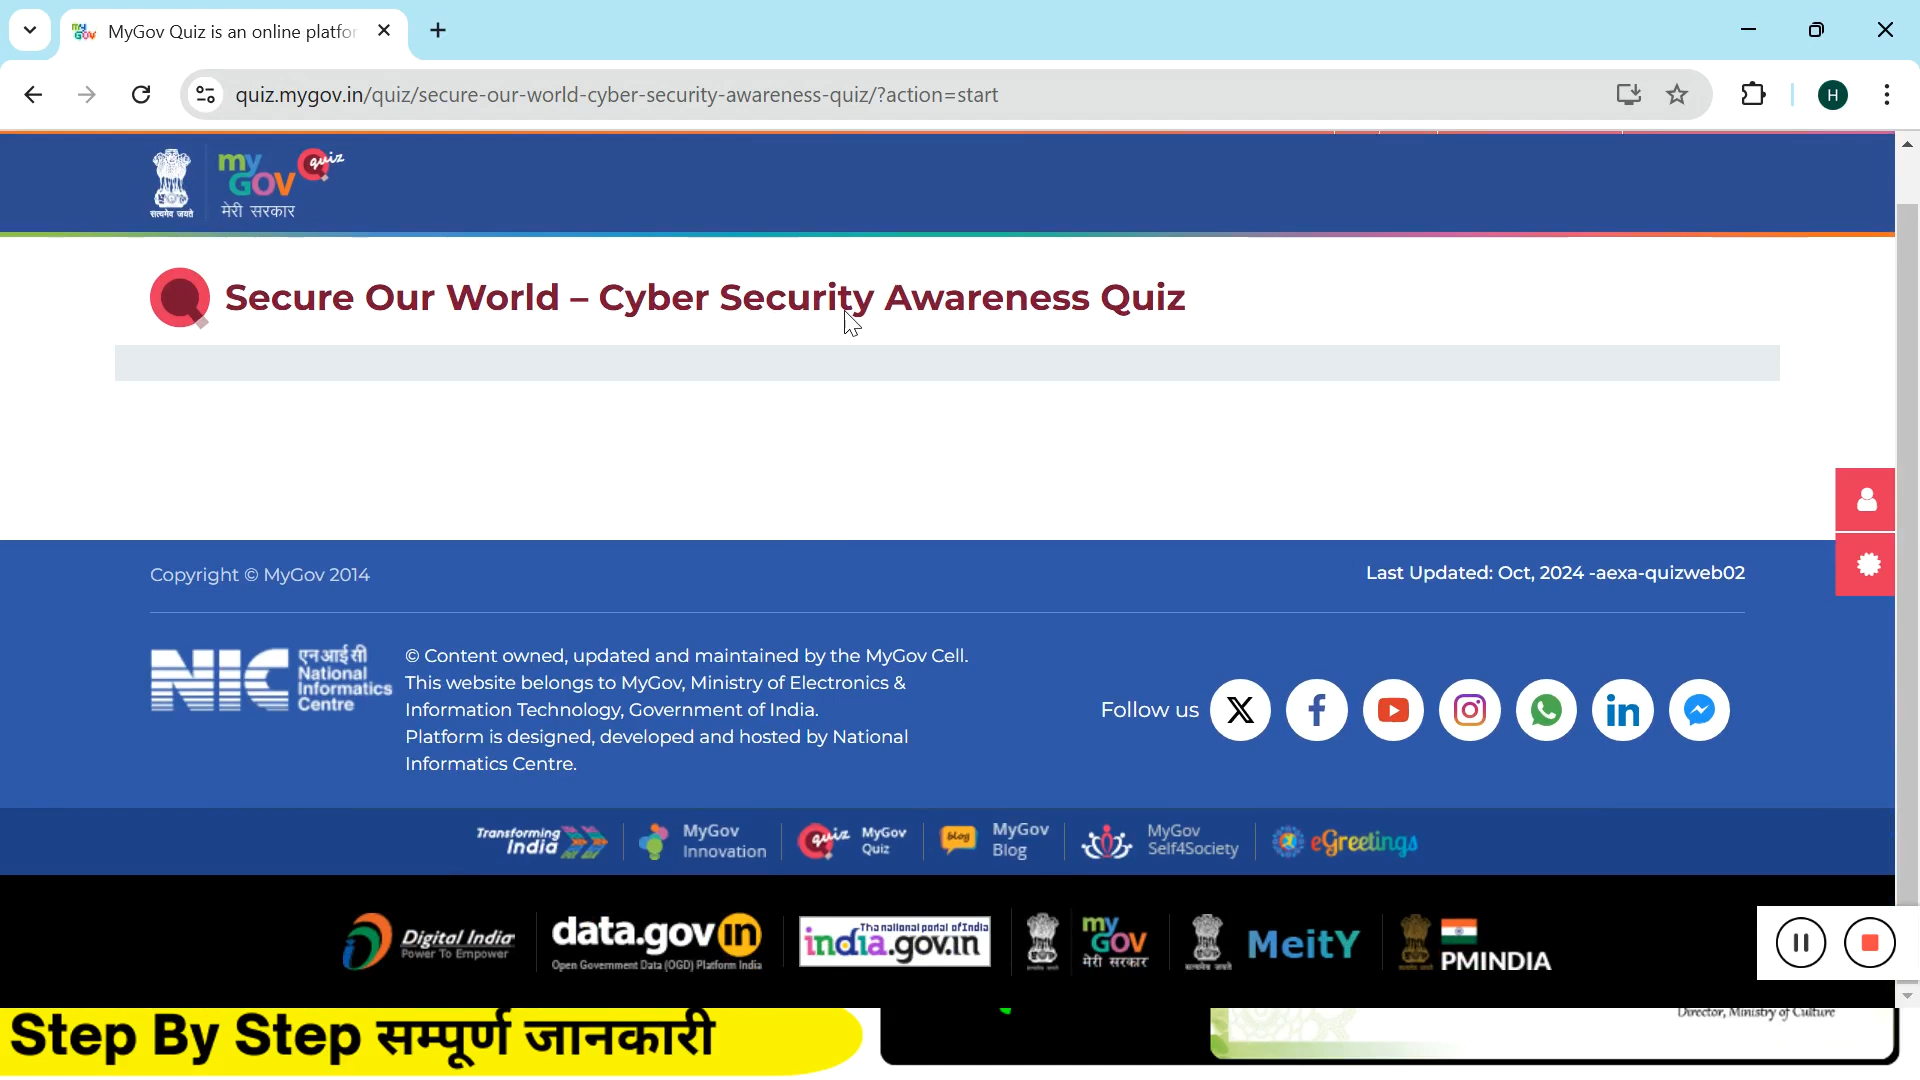 MyGov Quiz is an online platfor
quiz.mygov.in/quiz/secure-our-world-cyber-security-awareness-quiz/?action=start
H
सत्यमेव जयते
my GOV quiz
मेरी सरकार
Secure Our World – Cyber Security Awareness Quiz
Copyright © MyGov 2014
Last Updated: Oct, 2024 -aexa-quizweb02
NIC
एनआईसी
National
Informatics
Centre
© Content owned, updated and maintained by the MyGov Cell.
This website belongs to MyGov, Ministry of Electronics &
Information Technology, Government of India.
Platform is designed, developed and hosted by National
Informatics Centre.
Follow us
Transforming India
MyGov Innovation
quiz MyGov Quiz
blog MyGov Blog
MyGov Self4Society
eGreetings
Digital India
Power To Empower
data.gov in
Open Government Data (OGD) Platform India
The national portal of India
india.gov.in
my GOV
मेरी सरकार
MeitY
PMINDIA
Step By Step सम्पूर्ण जानकारी
Director, Ministry of Culture